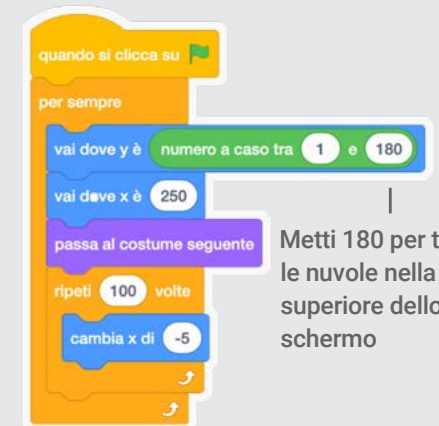 quando si clicca su
per sempre
vai dove y è numero a caso tra 1 e 180
vai dove x è 250
passa al costume seguente
ripeti 100 volte
cambia x di -5
Metti 180 per t
le nuvole nella
superiore dello
schermo